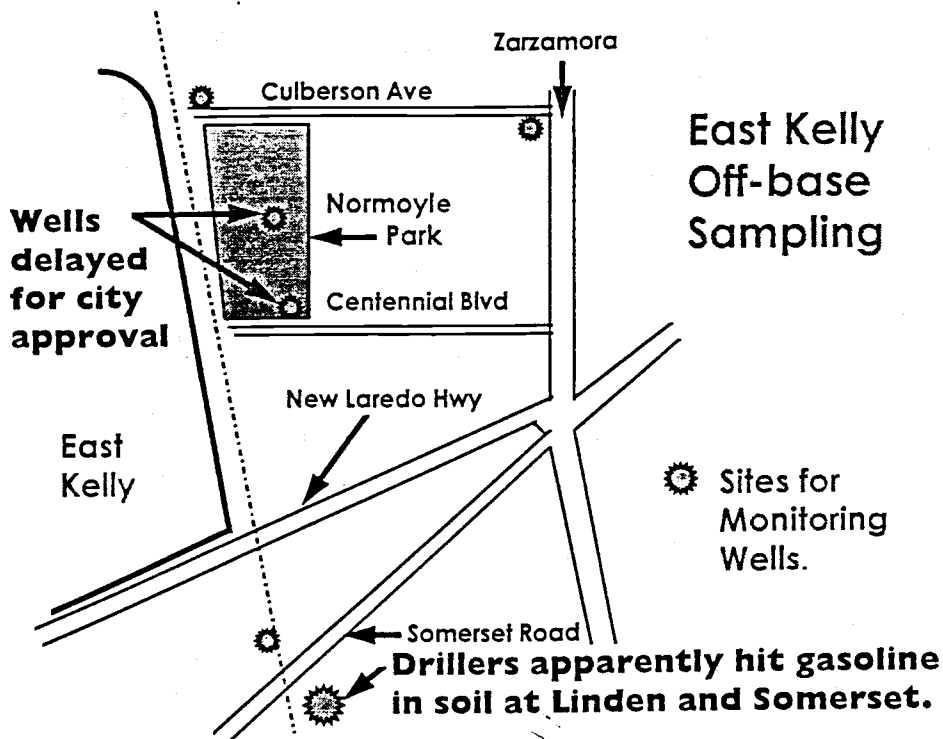 Zarzamora
Culberson Ave
East Kelly
Off-base
Sampling
Wells
delayed
for city
approval
Normoyle
Park
Centennial Blvd
New Laredo Hwy
East
Kelly
Sites for
Monitoring
Wells.
Somerset Road
Drillers apparently hit gasoline
in soil at Linden and Somerset.